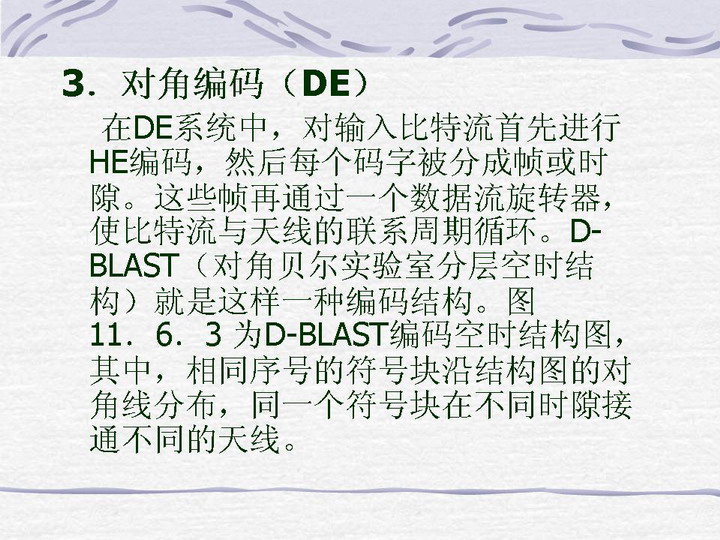 3．对角编码（DE）
在DE系统中，对输入比特流首先进行
HE编码，然后每个码字被分成帧或时
隙。这些帧再通过一个数据流旋转器，
使比特流与天线的联系周期循环。D-
BLAST（对角贝尔实验室分层空时结
构）就是这样一种编码结构。图
11．6．3 为D-BLAST编码空时结构图，
其中，相同序号的符号块沿结构图的对
角线分布，同一个符号块在不同时隙接
通不同的天线。